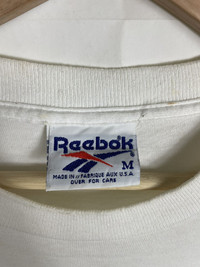 Reebok
M
MADE IN // FABRIQUE AUX U.S.A
OVER FOR CARE